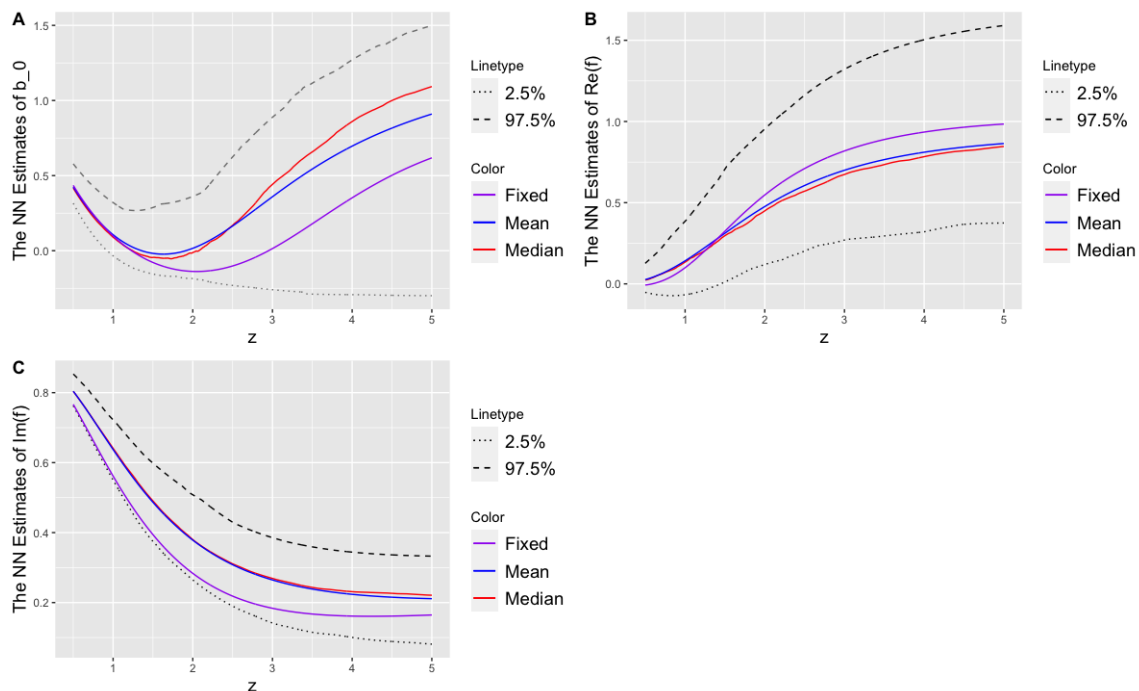 A
The NN Estimates of b_0
1.5
1.0
0.5
0.0
1 2 3 4 5
z
Linetype
2.5%
97.5%
Color
Fixed
Mean
Median
B
The NN Estimates of Re(f)
1.5
1.0
0.5
0.0
1 2 3 4 5
z
Linetype
2.5%
97.5%
Color
Fixed
Mean
Median
C
The NN Estimates of Im(f)
0.8
0.6
0.4
0.2
1 2 3 4 5
z
Linetype
2.5%
97.5%
Color
Fixed
Mean
Median